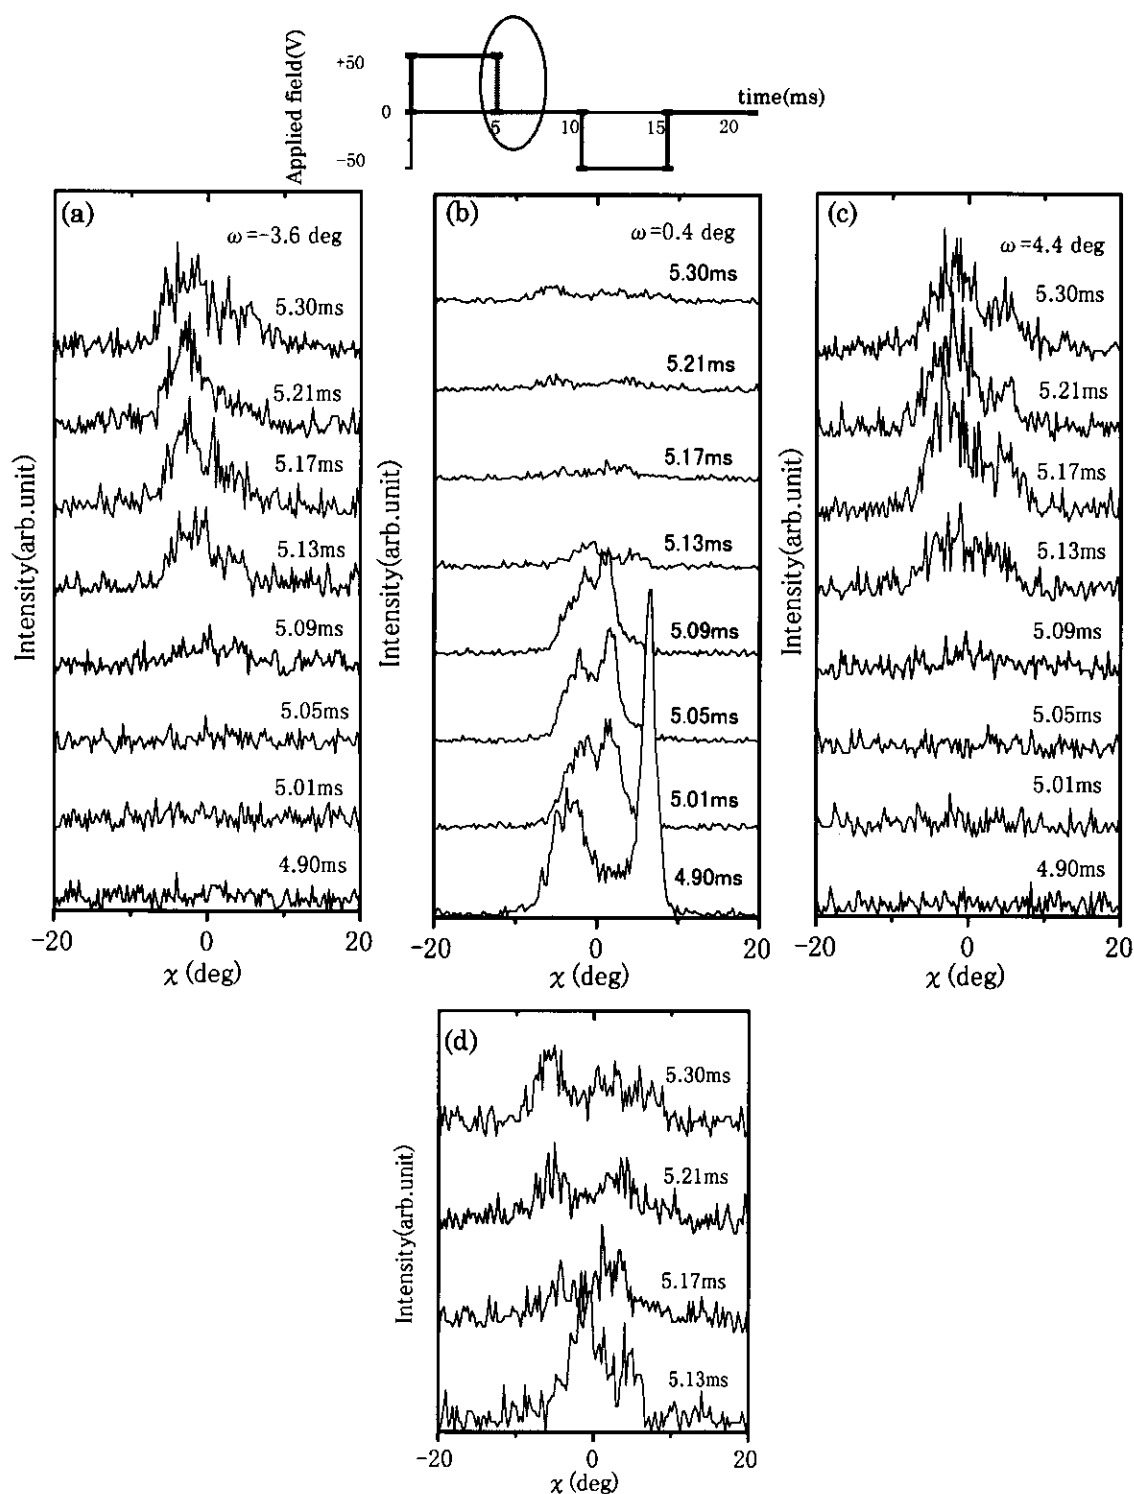 Applied field(V)
+50
0
-50
5
10
15
20
time(ms)
(a)
ω=-3.6 deg
5.30ms
5.21ms
5.17ms
5.13ms
5.09ms
5.05ms
5.01ms
4.90ms
Intensity(arb.unit)
-20
0
20
χ (deg)
(b)
ω=0.4 deg
5.30ms
5.21ms
5.17ms
5.13ms
5.09ms
5.05ms
5.01ms
4.90ms
Intensity(arb.unit)
-20
0
20
χ (deg)
(c)
ω=4.4 deg
5.30ms
5.21ms
5.17ms
5.13ms
5.09ms
5.05ms
5.01ms
4.90ms
Intensity(arb.unit)
-20
0
20
χ (deg)
(d)
5.30ms
5.21ms
5.17ms
5.13ms
Intensity(arb.unit)
-20
0
20
χ (deg)